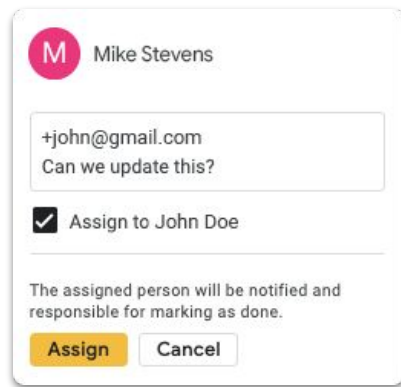 M
Mike Stevens
+john@gmail.com
Can we update this?
Assign to John Doe
The assigned person will be notified and
responsible for marking as done.
Assign Cancel